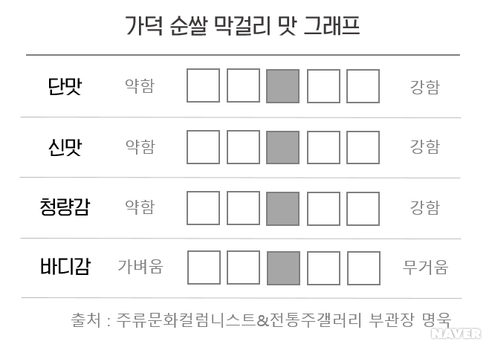 가덕 순쌀 막걸리 맛 그래프
단맛 약함 강함
신맛 약함 강함
청량감 약함 강함
바디감 가벼움 무거움
출처 : 주류문화컬럼니스트&전통주갤러리 부관장 명욱
NAVER